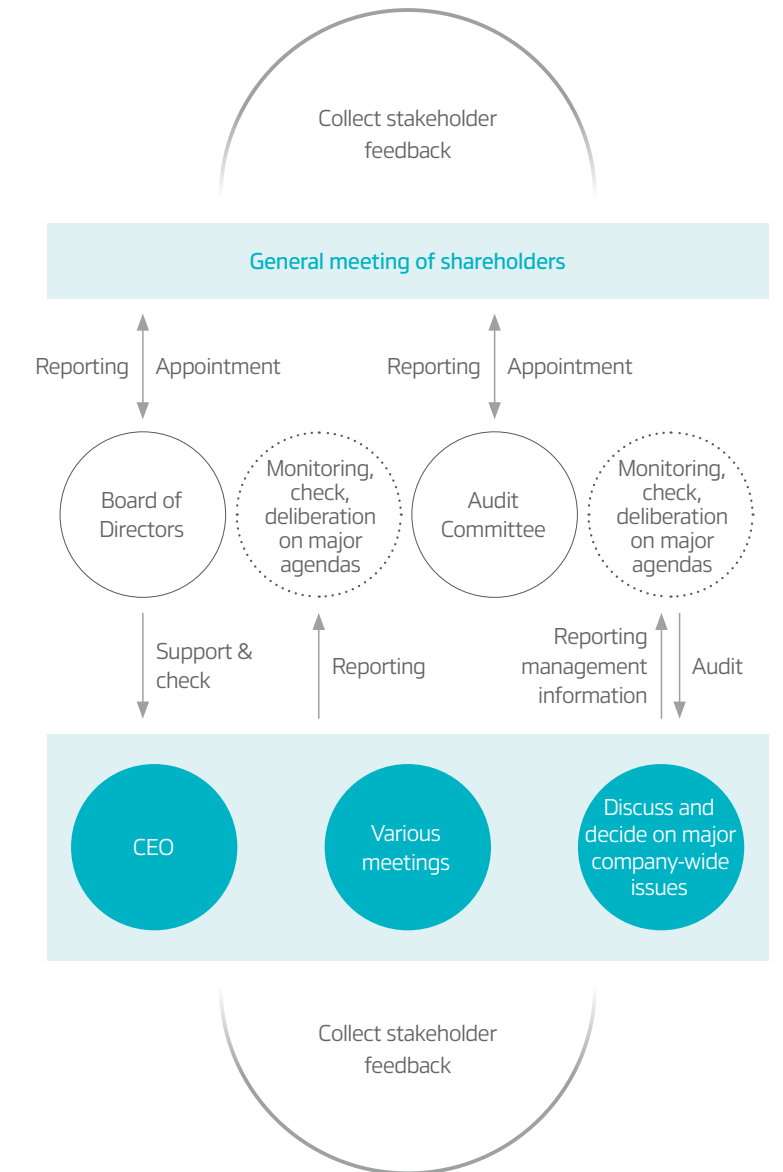 Collect stakeholder
feedback
General meeting of shareholders
Reporting
Appointment
Reporting
Appointment
Board of
Directors
Monitoring,
check,
deliberation
on major
agendas
Audit
Committee
Monitoring,
check,
deliberation
on major
agendas
Support &
check
Reporting
Reporting
management
information
Audit
CEO
Various
meetings
Discuss and
decide on major
company-wide
issues
Collect stakeholder
feedback